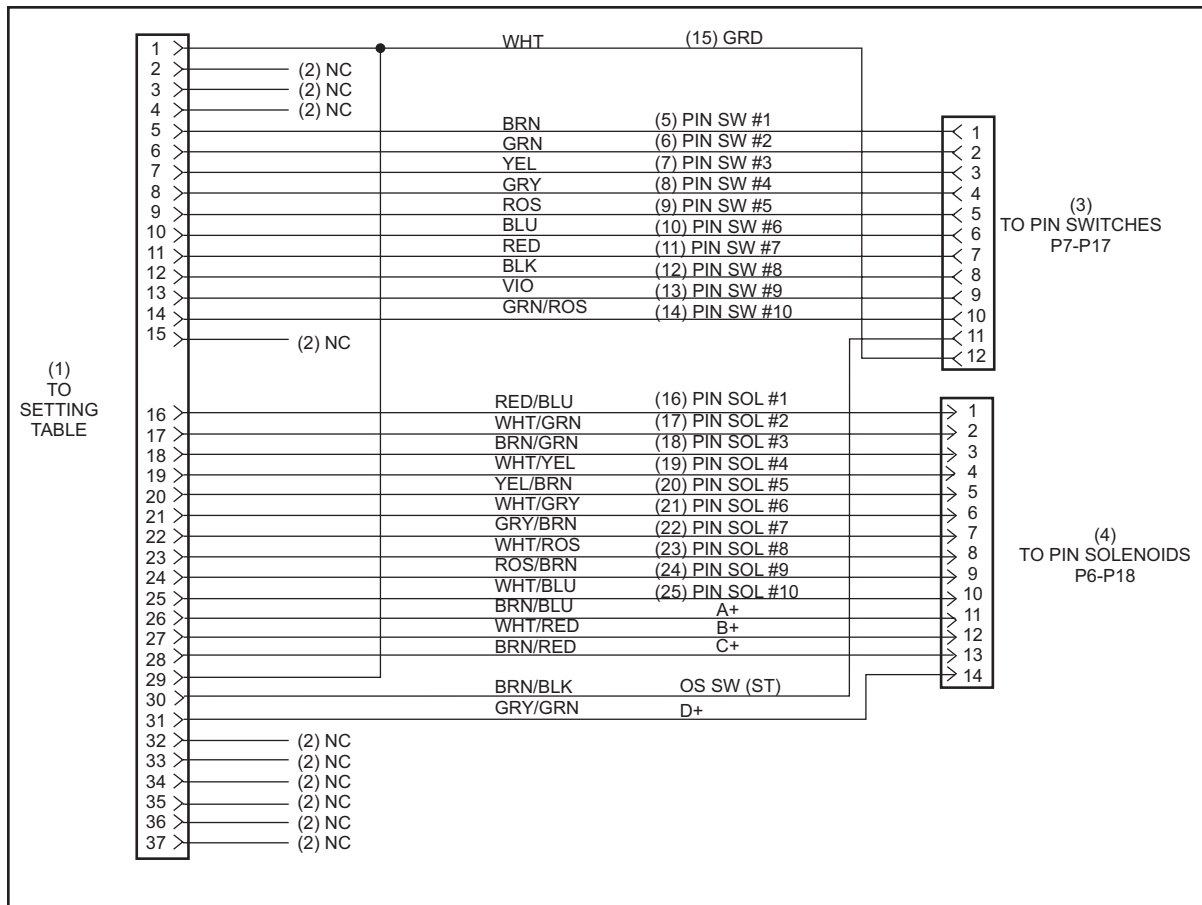 1 WHT (15) GRD
2 (2) NC
3 (2) NC
4 (2) NC
5 BRN (5) PIN SW #1 1
6 GRN (6) PIN SW #2 2
7 YEL (7) PIN SW #3 3
8 GRY (8) PIN SW #4 4
9 ROS (9) PIN SW #5 5
10 BLU (10) PIN SW #6 6
11 RED (11) PIN SW #7 7
12 BLK (12) PIN SW #8 8
13 VIO (13) PIN SW #9 9
14 GRN/ROS (14) PIN SW #10 10
15 (2) NC 11
12
(3)
TO PIN SWITCHES
P7-P17
(1)
TO
SETTING
TABLE
16 RED/BLU (16) PIN SOL #1 1
17 WHT/GRN (17) PIN SOL #2 2
18 BRN/GRN (18) PIN SOL #3 3
19 WHT/YEL (19) PIN SOL #4 4
20 YEL/BRN (20) PIN SOL #5 5
21 WHT/GRY (21) PIN SOL #6 6
22 GRY/BRN (22) PIN SOL #7 7
23 WHT/ROS (23) PIN SOL #8 8
24 ROS/BRN (24) PIN SOL #9 9
25 WHT/BLU (25) PIN SOL #10 10
26 BRN/BLU A+ 11
27 WHT/RED B+ 12
28 BRN/RED C+ 13
29 14
30 BRN/BLK OS SW (ST)
31 GRY/GRN D+
32 (2) NC
33 (2) NC
34 (2) NC
35 (2) NC
36 (2) NC
37 (2) NC
(4)
TO PIN SOLENOIDS
P6-P18